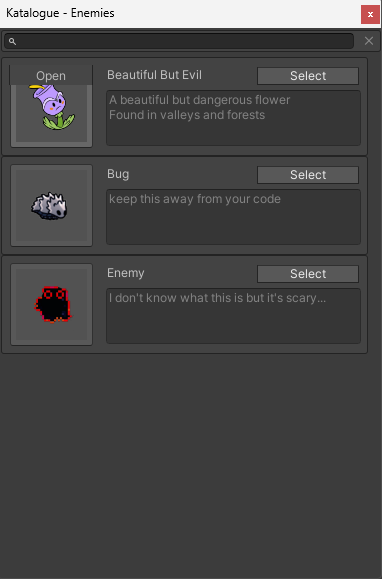 Katalogue - Enemies
x
Open
Beautiful But Evil
Select
A beautiful but dangerous flower
Found in valleys and forests
Bug
Select
keep this away from your code
Enemy
Select
I don't know what this is but it's scary...